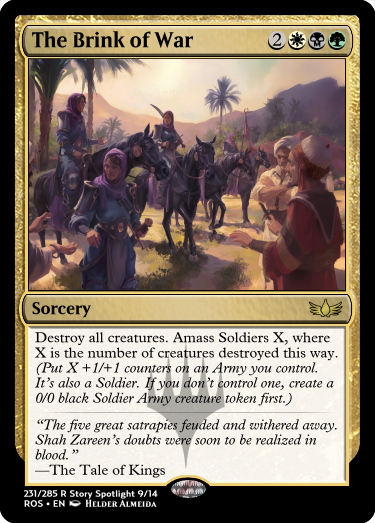 The Brink of War 2
Sorcery
Destroy all creatures. Amass Soldiers X, where
X is the number of creatures destroyed this way.
(Put X +1/+1 counters on an Army you control.
It's also a Soldier. If you don't control one, create a
0/0 black Soldier Army creature token first.)
“The five great satrapies feuded and withered away.
Shah Zareen's doubts were soon to be realized in
blood.”
—The Tale of Kings
231/285 R Story Spotlight 9/14
ROS • EN Helder Almeida